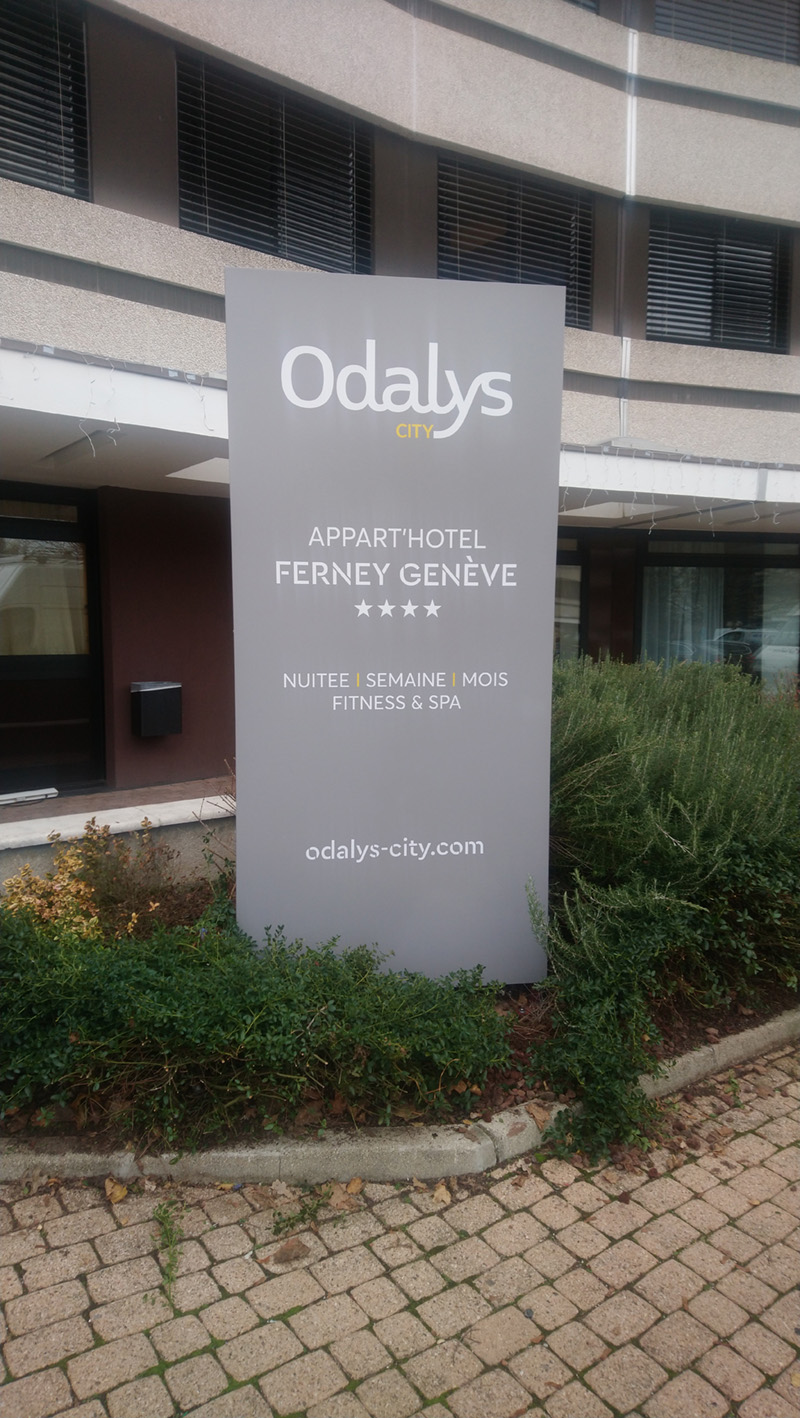 Odalys
CITY
APPART'HOTEL
FERNEY GENÈVE
★★★★
NUITEE | SEMAINE | MOIS
FITNESS & SPA
odalys-city.com